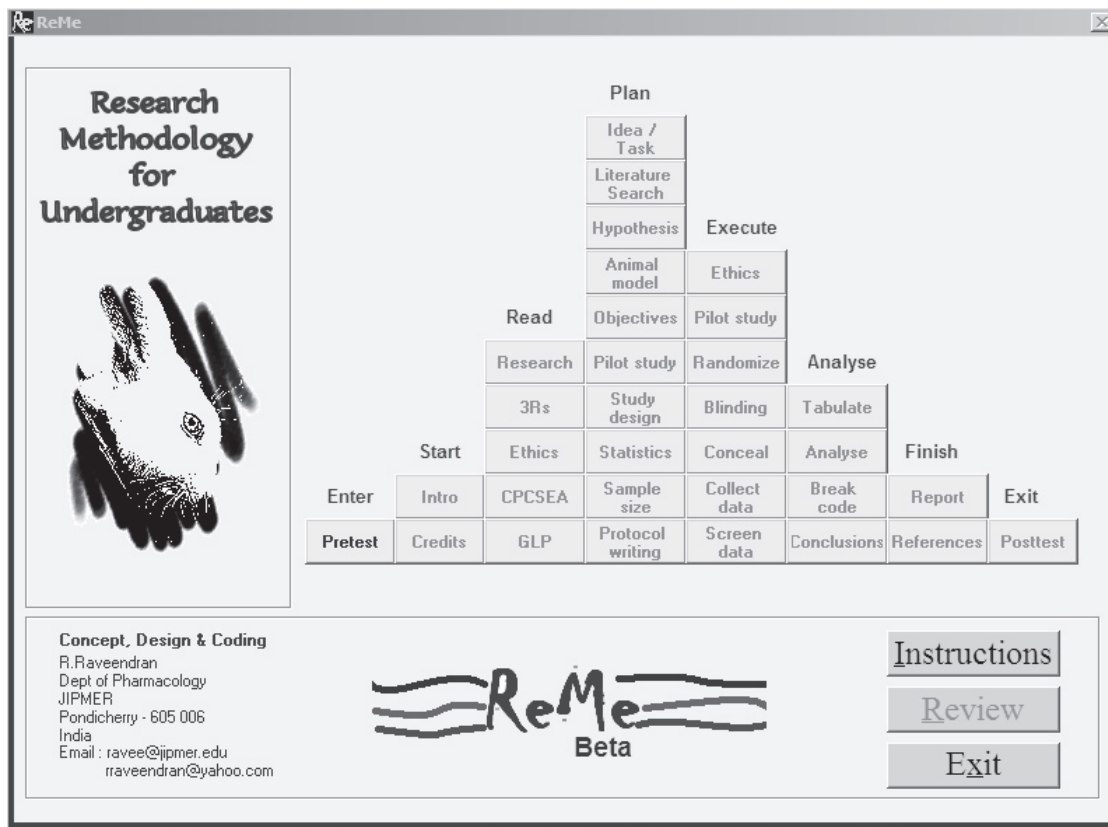 Re ReMe
Research
Methodology
for
Undergraduates
Plan
Idea /
Task
Literature
Search
Hypothesis
Execute
Animal
model
Ethics
Read
Objectives
Pilot study
Research
Pilot study
Randomize
Analyse
3Rs
Study
design
Blinding
Tabulate
Start
Ethics
Statistics
Conceal
Analyse
Finish
Enter
Intro
CPCSEA
Sample
size
Collect
data
Break
code
Report
Exit
Pretest
Credits
GLP
Protocol
writing
Screen
data
Conclusions
References
Posttest
Concept, Design & Coding
R.Raveendran
Dept of Pharmacology
JIPMER
Pondicherry - 605 006
India
Email : ravee@jipmer.edu
rraveendran@yahoo.com
ReMe
Beta
Instructions
Review
Exit